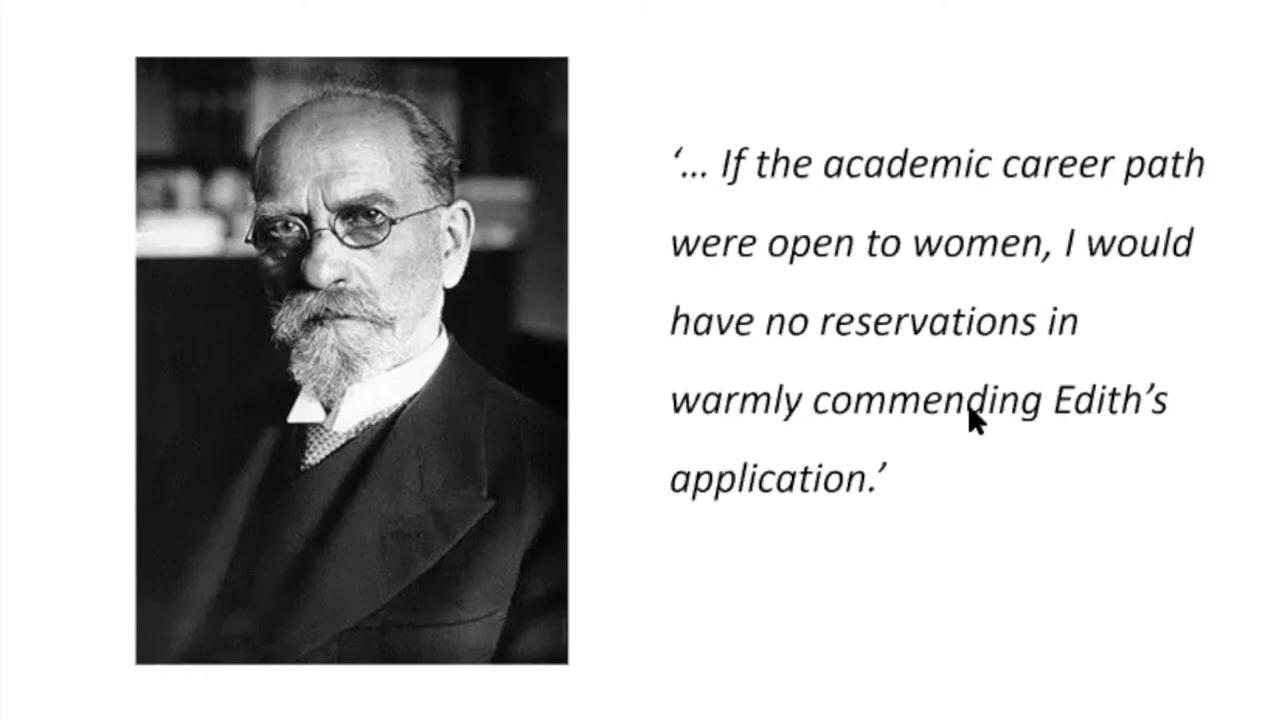 ‘... If the academic career path
were open to women, I would
have no reservations in
warmly commending Edith’s
application.’